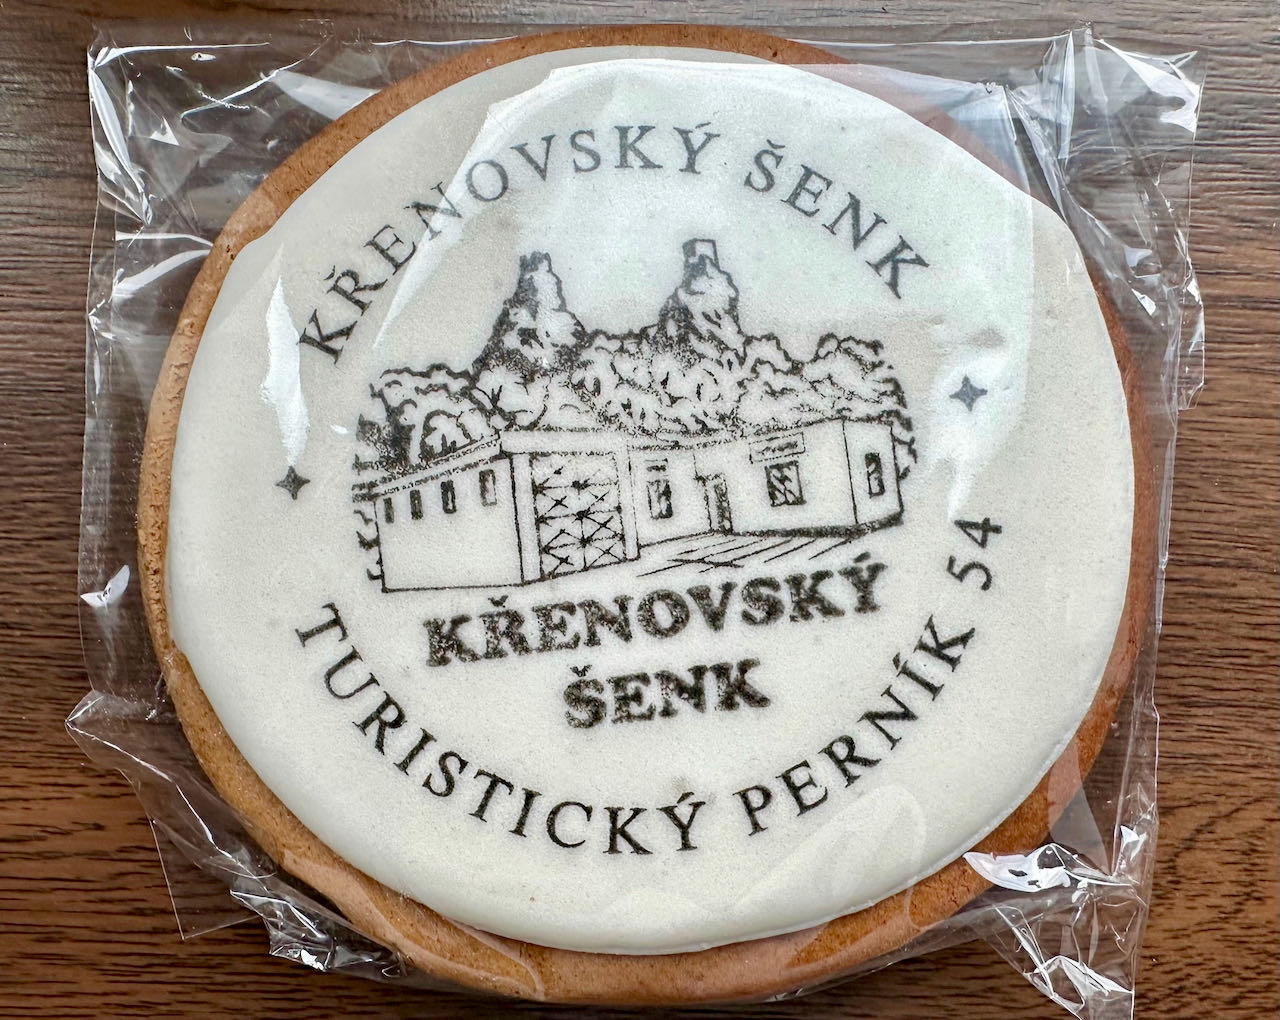 KŘENOVSKÝ ŠENK
KŘENOVSKÝ
ŠENK
TURISTICKÝ PERNÍK 54